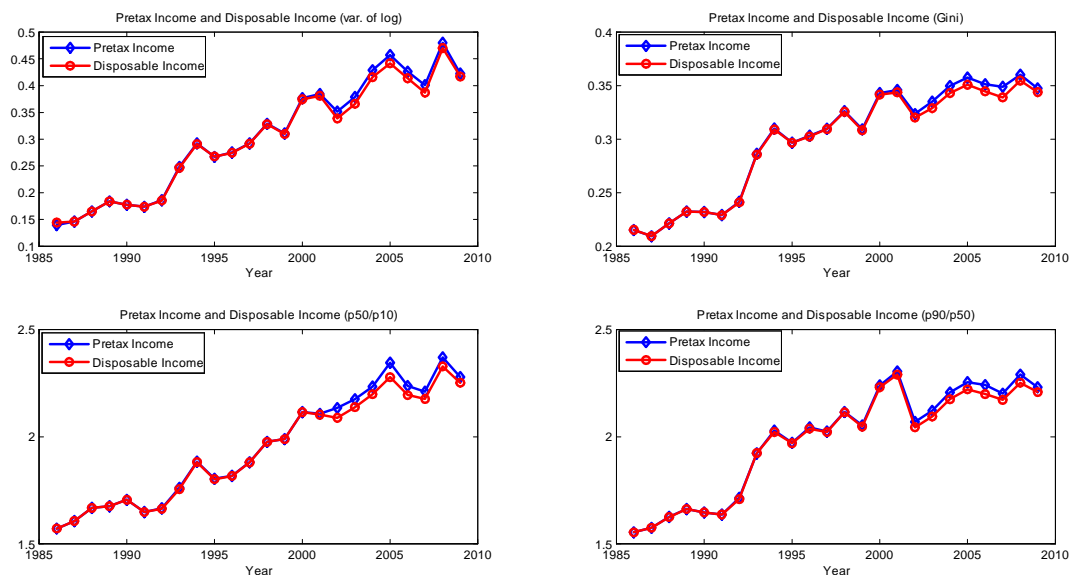 Pretax Income and Disposable Income (var. of log)
0.5
0.45
0.4
0.35
0.3
0.25
0.2
0.15
0.1
Pretax Income
Disposable Income
1985 1990 1995 2000 2005 2010
Year
Pretax Income and Disposable Income (Gini)
0.4
0.35
0.3
0.25
0.2
Pretax Income
Disposable Income
1985 1990 1995 2000 2005 2010
Year
Pretax Income and Disposable Income (p50/p10)
2.5
2
1.5
Pretax Income
Disposable Income
1985 1990 1995 2000 2005 2010
Year
Pretax Income and Disposable Income (p90/p50)
2.5
2
1.5
Pretax Income
Disposable Income
1985 1990 1995 2000 2005 2010
Year